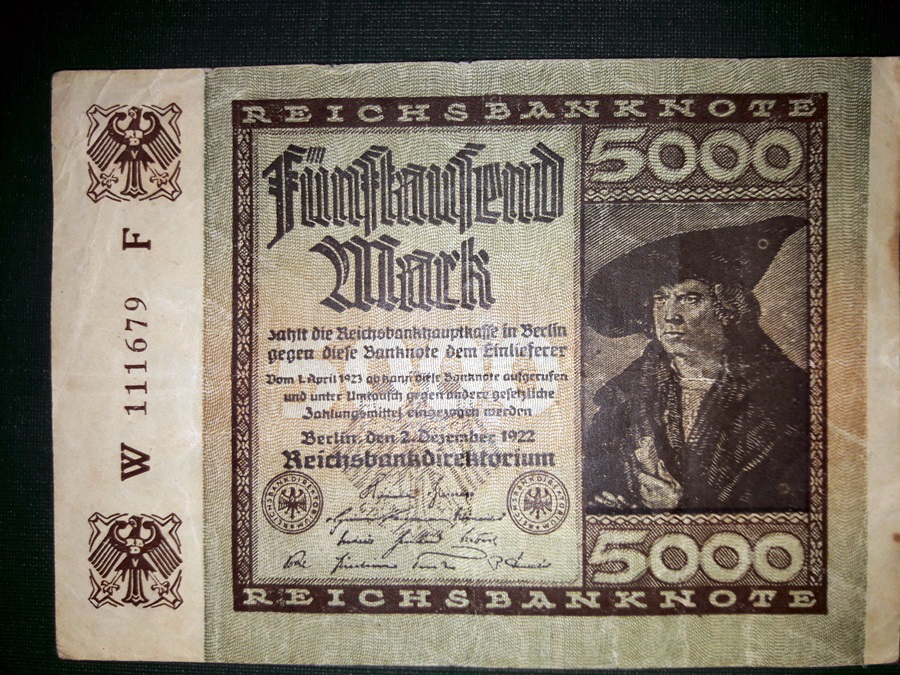 REICHSBANKNOTE
5000
Fünftausend
Mark
zahlt die Reichsbankhauptkasse in Berlin
gegen diese Banknote dem Einlieferer
Vom 1. April 1923 ab kann diese Banknote aufgerufen
und unter Umtausch gegen andere gesetzliche
Zahlungsmittel eingezogen werden
Berlin, den 2. Dezember 1922
Reichsbankdirektorium
5000
REICHSBANKNOTE
W 111679 F